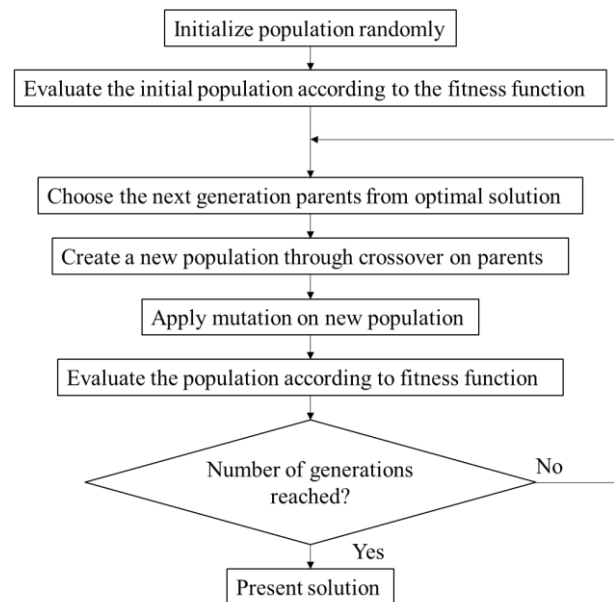 Initialize population randomly
Evaluate the initial population according to the fitness function
Choose the next generation parents from optimal solution
Create a new population through crossover on parents
Apply mutation on new population
Evaluate the population according to fitness function
Number of generations
reached?
No
Yes
Present solution